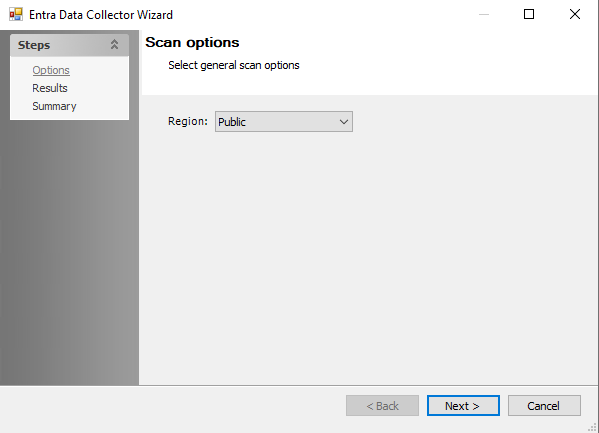 Entra Data Collector Wizard
Steps
Options
Results
Summary
Scan options
Select general scan options
Region: Public
< Back
Next >
Cancel